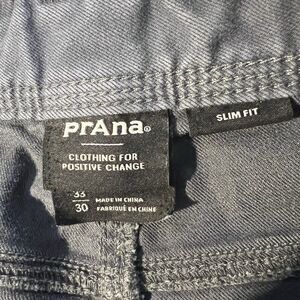 prAna®
SLIM FIT
CLOTHING FOR
POSITIVE CHANGE
33
30
MADE IN CHINA
FABRIQUÉ EN CHINE